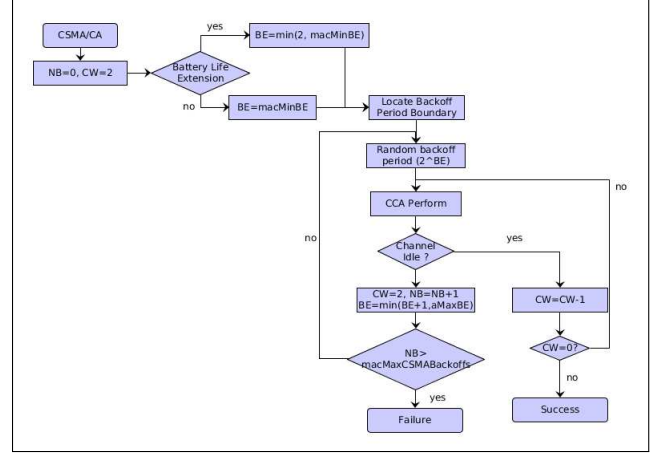 CSMA/CA
NB=0, CW=2
Battery Life
Extension
yes
BE=min(2, macMinBE)
no
BE=macMinBE
Locate Backoff
Period Boundary
Random backoff
period (2^BE)
no
CCA Perform
no
Channel
Idle ?
yes
CW=2, NB=NB+1
BE=min(BE+1,aMaxBE)
CW=CW-1
NB>
macMaxCSMABackoffs
CW=0?
yes
no
Failure
Success